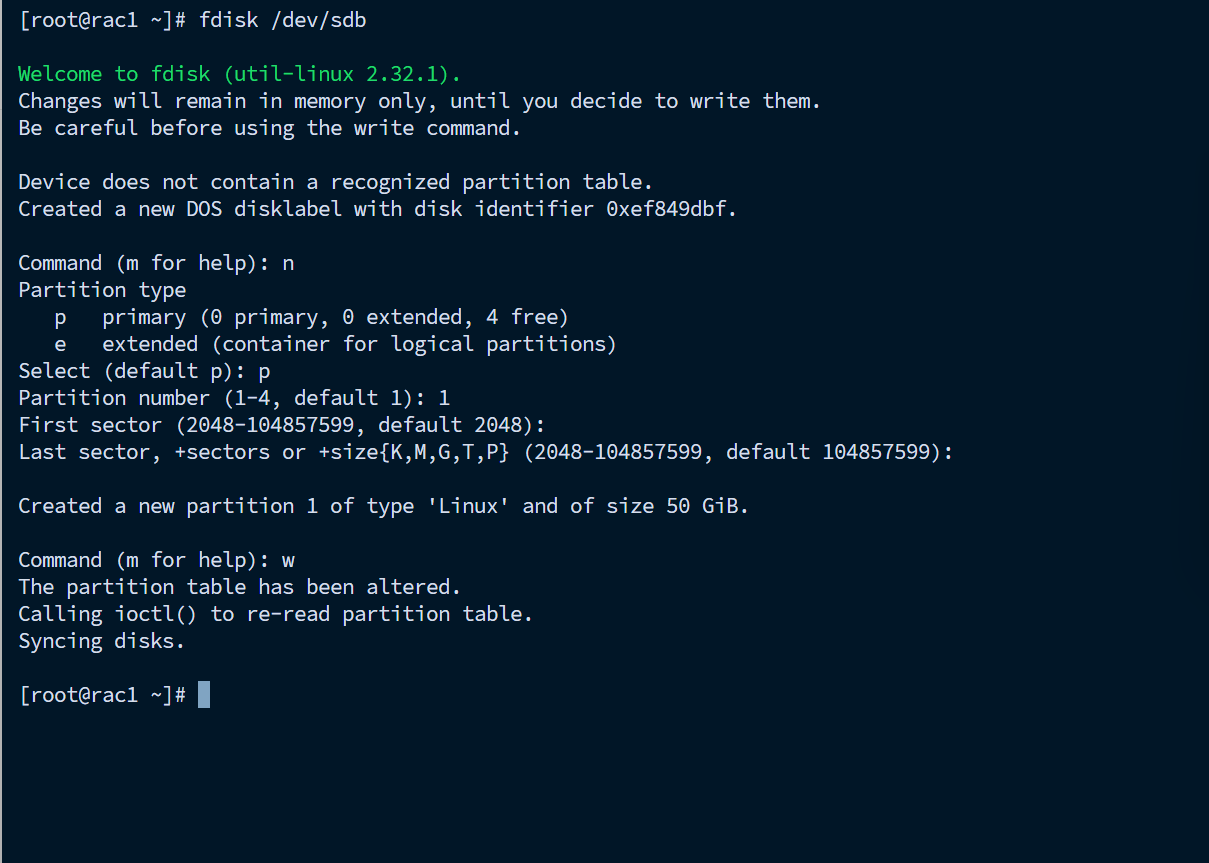 [root@rac1 ~]# fdisk /dev/sdb
Welcome to fdisk (util-linux 2.32.1).
Changes will remain in memory only, until you decide to write them.
Be careful before using the write command.
Device does not contain a recognized partition table.
Created a new DOS disklabel with disk identifier 0xef849dbf.
Command (m for help): n
Partition type
   p   primary (0 primary, 0 extended, 4 free)
   e   extended (container for logical partitions)
Select (default p): p
Partition number (1-4, default 1): 1
First sector (2048-104857599, default 2048):
Last sector, +sectors or +size{K,M,G,T,P} (2048-104857599, default 104857599):
Created a new partition 1 of type 'Linux' and of size 50 GiB.
Command (m for help): w
The partition table has been altered.
Calling ioctl() to re-read partition table.
Syncing disks.
[root@rac1 ~]#